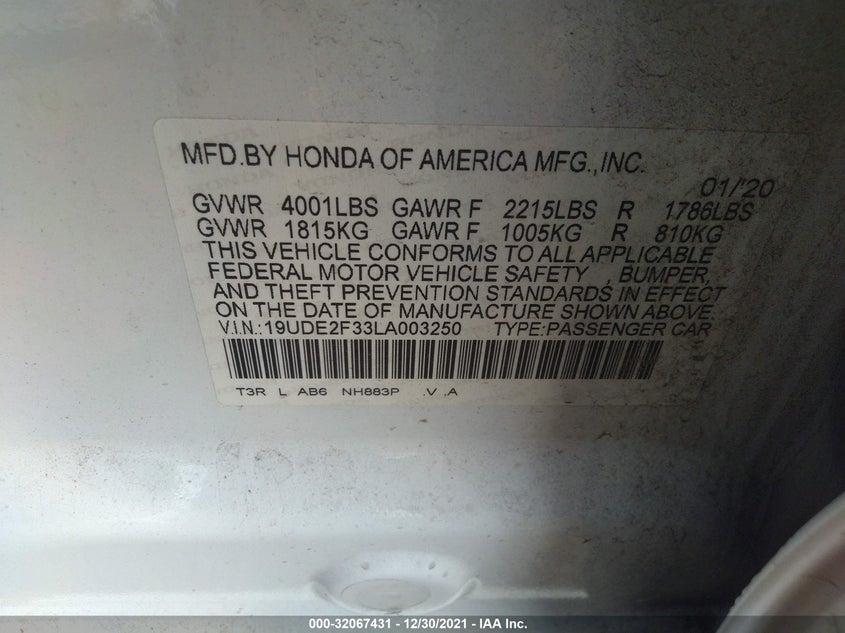 MFD.BY HONDA OF AMERICA MFG.,INC.
01/'20
GVWR 4001LBS GAWR F 2215LBS R 1786LBS
GVWR 1815KG GAWR F 1005KG R 810KG
THIS VEHICLE CONFORMS TO ALL APPLICABLE
FEDERAL MOTOR VEHICLE SAFETY , BUMPER,
AND THEFT PREVENTION STANDARDS IN EFFECT
ON THE DATE OF MANUFACTURE SHOWN ABOVE.
V.I.N.:19UDE2F33LA003250 TYPE:PASSENGER CAR
T3R L AB6 NH883P .V .A
000-32067431 - 12/30/2021 - IAA Inc.